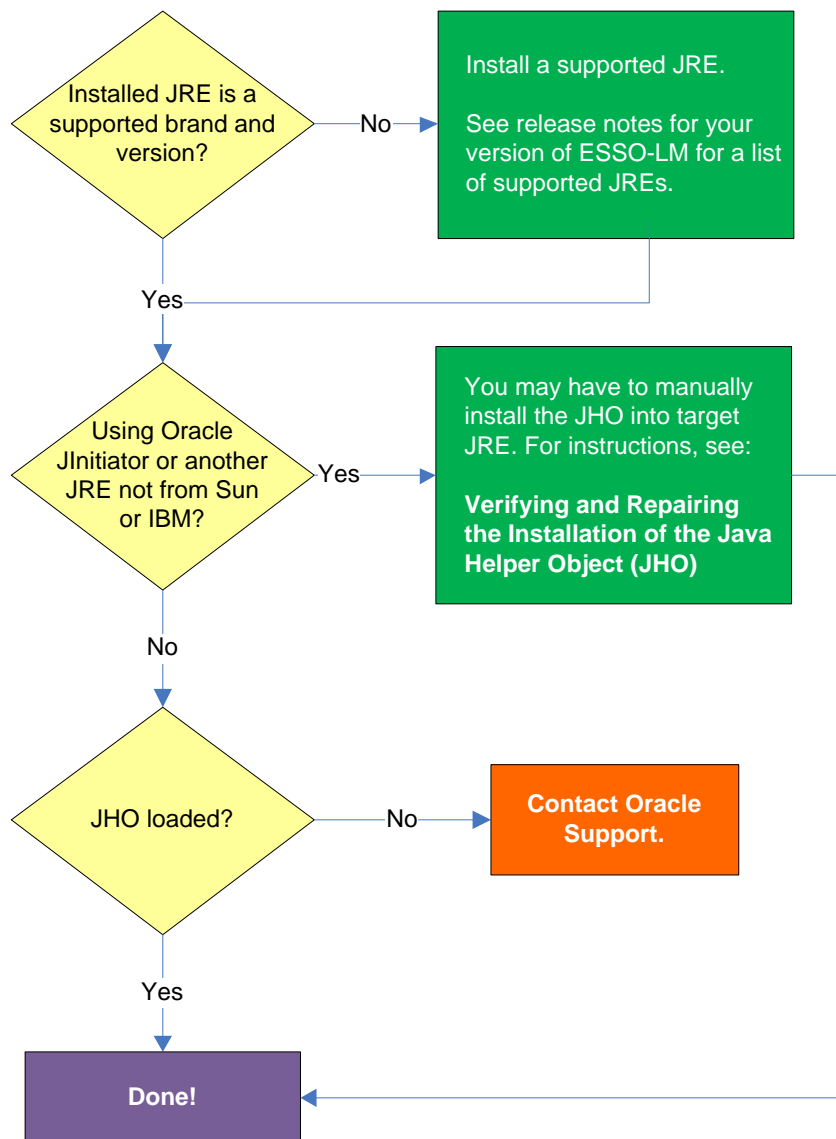 Installed JRE is a
supported brand and
version?
No
Install a supported JRE.
See release notes for your
version of ESSO-LM for a list
of supported JREs.
Yes
Using Oracle
JInitiator or another
JRE not from Sun
or IBM?
Yes
You may have to manually
install the JHO into target
JRE. For instructions, see:
Verifying and Repairing
the Installation of the Java
Helper Object (JHO)
No
JHO loaded?
No
Contact Oracle
Support.
Yes
Done!